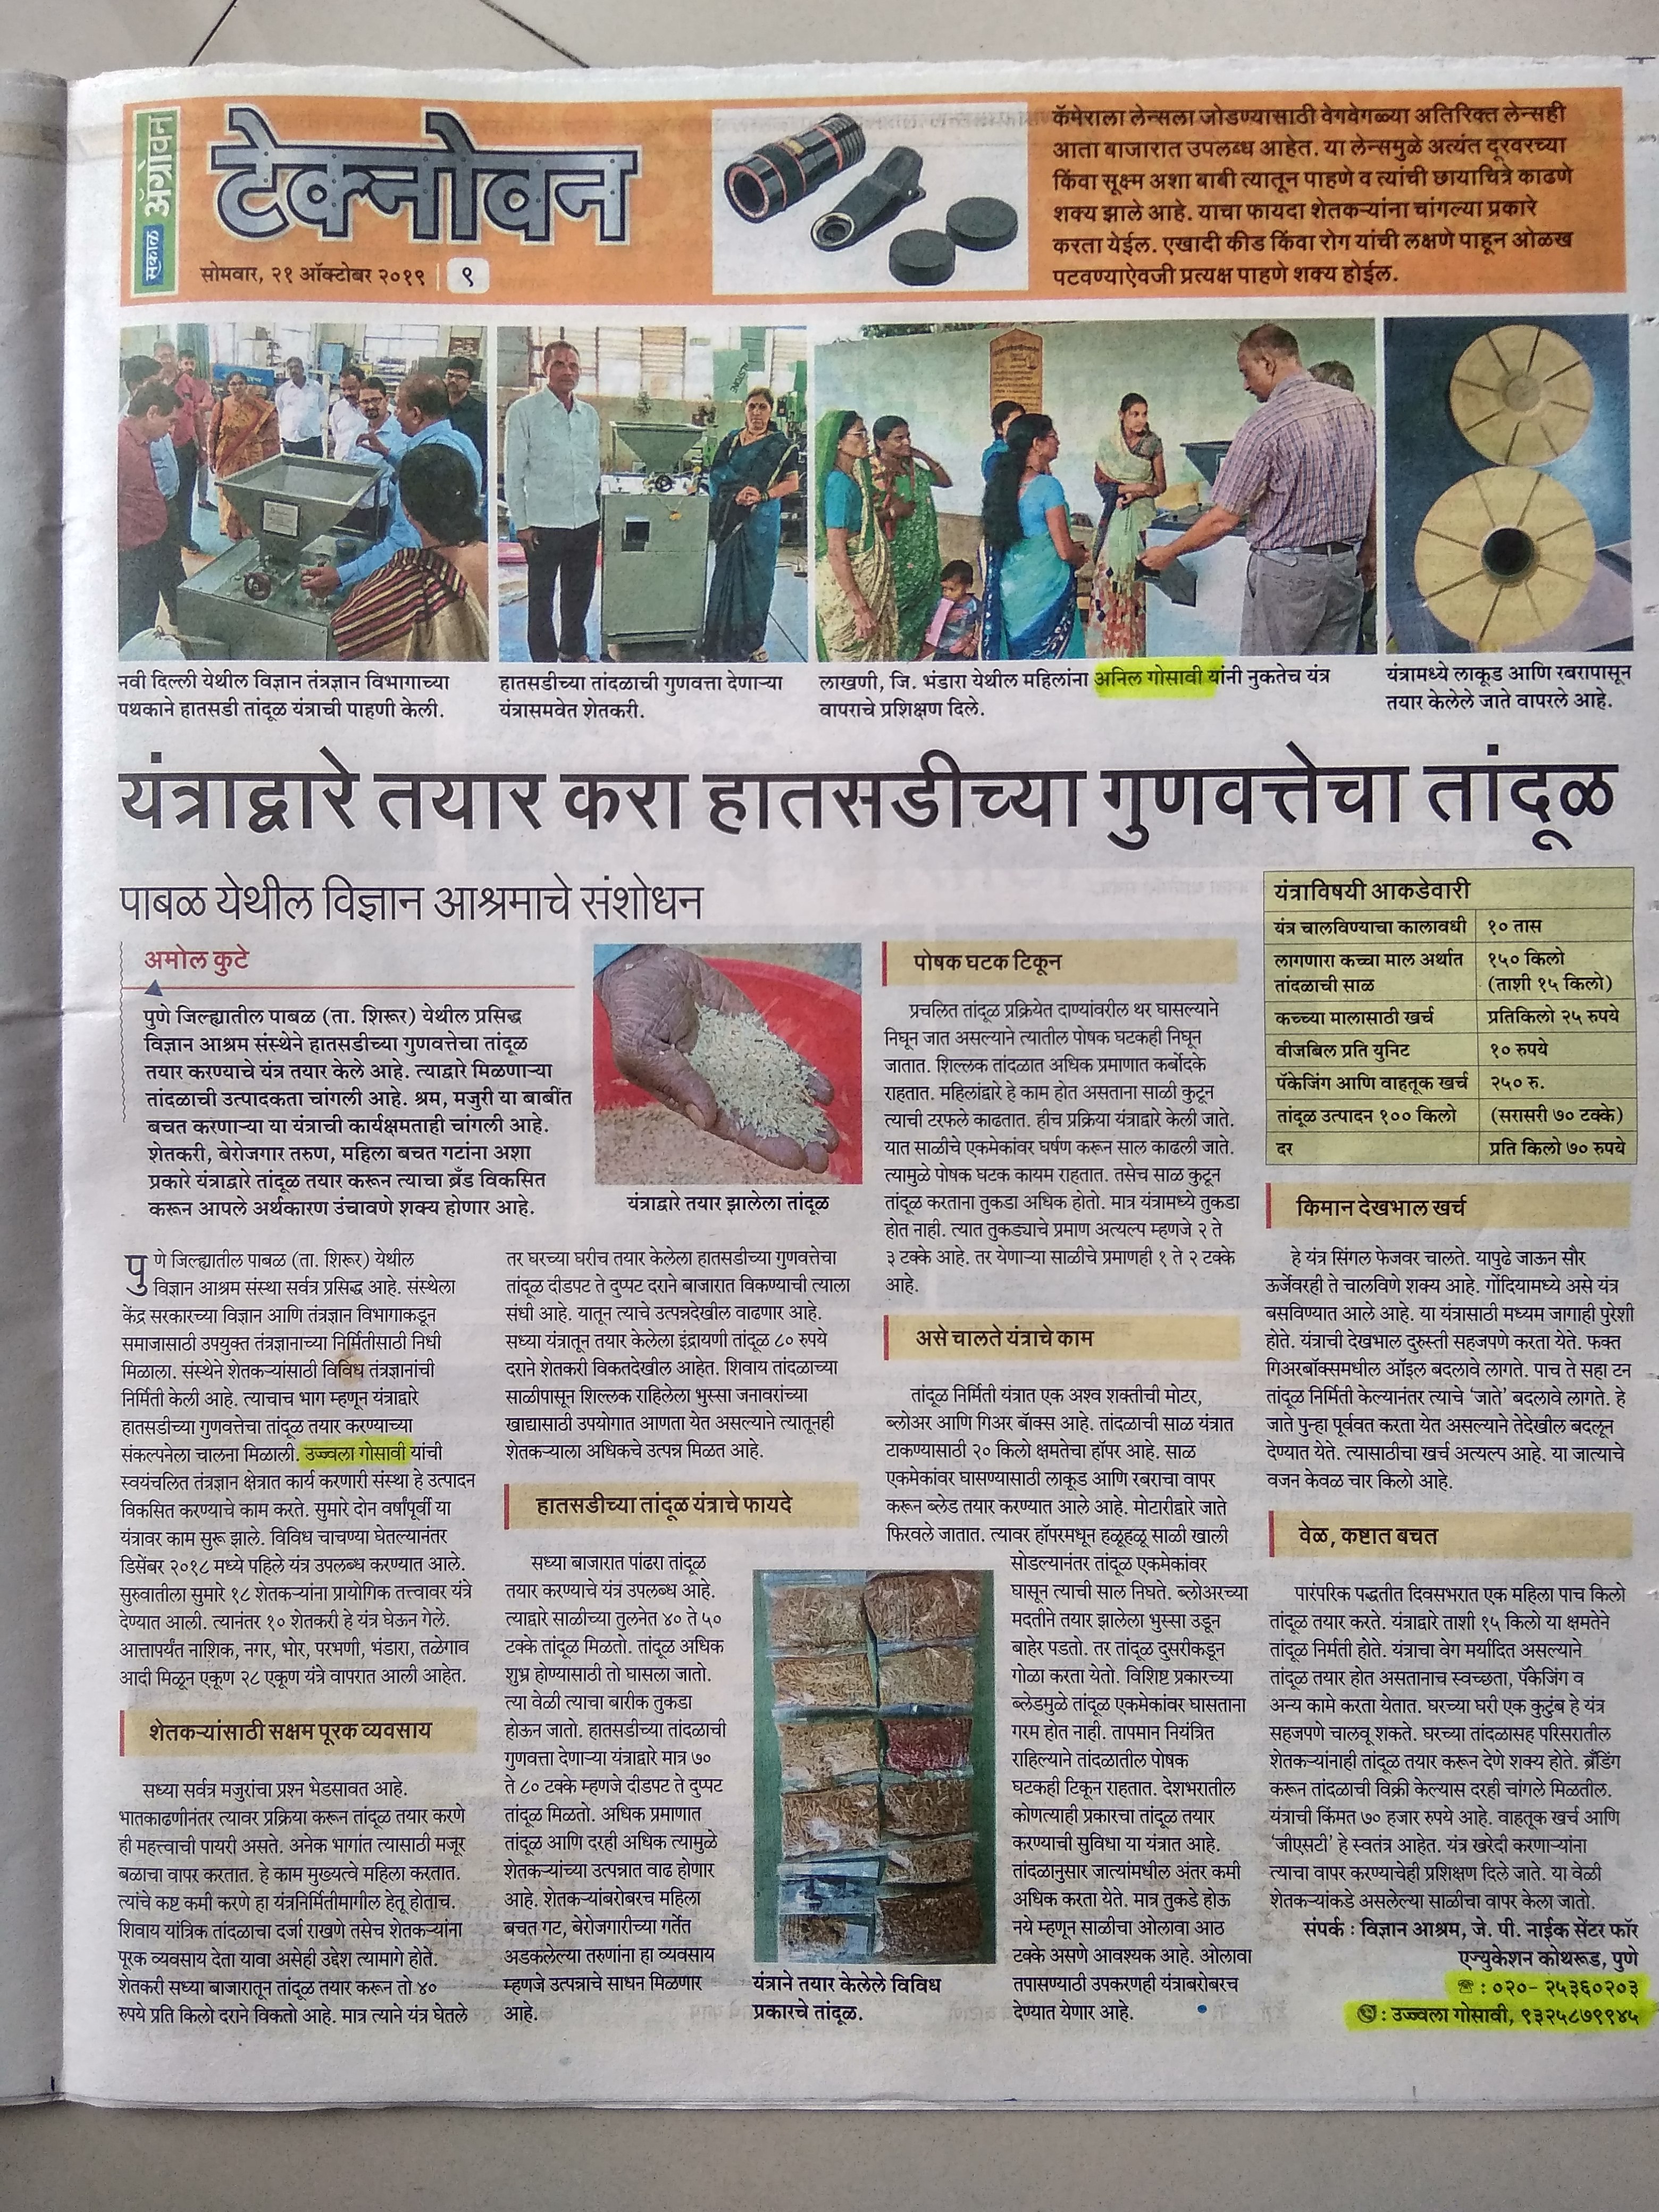 सकाळ ॲग्रोवन
टेक्नोवन
सोमवार, २१ ऑक्टोबर २०१९ | ९
कॅमेराला लेन्सला जोडण्यासाठी वेगवेगळ्या अतिरिक्त लेन्सही
आता बाजारात उपलब्ध आहेत. या लेन्समुळे अत्यंत दूरवरच्या
किंवा सूक्ष्म अशा बाबी त्यातून पाहणे व त्यांची छायाचित्रे काढणे
शक्य झाले आहे. याचा फायदा शेतकऱ्यांना चांगल्या प्रकारे
करता येईल. एखादी कीड किंवा रोग यांची लक्षणे पाहून ओळख
पटवण्याऐवजी प्रत्यक्ष पाहणे शक्य होईल.
नवी दिल्ली येथील विज्ञान तंत्रज्ञान विभागाच्या
पथकाने हातसडी तांदूळ यंत्राची पाहणी केली.
हातसडीच्या तांदळाची गुणवत्ता देणाऱ्या
यंत्रासमवेत शेतकरी.
लाखणी, जि. भंडारा येथील महिलांना अनिल गोसावी यांनी नुकतेच यंत्र
वापराचे प्रशिक्षण दिले.
यंत्रामध्ये लाकूड आणि रबरापासून
तयार केलेले जाते वापरले आहे.
यंत्राद्वारे तयार करा हातसडीच्या गुणवत्तेचा तांदूळ
पाबळ येथील विज्ञान आश्रमाचे संशोधन
अमोल कुटे
पुणे जिल्ह्यातील पाबळ (ता. शिरूर) येथील प्रसिद्ध
विज्ञान आश्रम संस्थेने हातसडीच्या गुणवत्तेचा तांदूळ
तयार करण्याचे यंत्र तयार केले आहे. त्याद्वारे मिळणाऱ्या
तांदळाची उत्पादकता चांगली आहे. श्रम, मजुरी या बाबींत
बचत करणाऱ्या या यंत्राची कार्यक्षमताही चांगली आहे.
शेतकरी, बेरोजगार तरुण, महिला बचत गटांना अशा
प्रकारे यंत्राद्वारे तांदूळ तयार करून त्याचा ब्रँड विकसित
करून आपले अर्थकारण उंचावणे शक्य होणार आहे.
यंत्राद्वारे तयार झालेला तांदूळ
पुणे जिल्ह्यातील पाबळ (ता. शिरूर) येथील
विज्ञान आश्रम संस्था सर्वत्र प्रसिद्ध आहे. संस्थेला
केंद्र सरकारच्या विज्ञान आणि तंत्रज्ञान विभागाकडून
समाजासाठी उपयुक्त तंत्रज्ञानाच्या निर्मितीसाठी निधी
मिळाला. संस्थेने शेतकऱ्यांसाठी विविध तंत्रज्ञानांची
निर्मिती केली आहे. त्याचाच भाग म्हणून यंत्राद्वारे
हातसडीच्या गुणवत्तेचा तांदूळ तयार करण्याच्या
संकल्पनेला चालना मिळाली. उज्ज्वला गोसावी यांची
स्वयंचलित तंत्रज्ञान क्षेत्रात कार्य करणारी संस्था हे उत्पादन
विकसित करण्याचे काम करते. सुमारे दोन वर्षांपूर्वी या
यंत्रावर काम सुरू झाले. विविध चाचण्या घेतल्यानंतर
डिसेंबर २०१८ मध्ये पहिले यंत्र उपलब्ध करण्यात आले.
सुरुवातीला सुमारे १८ शेतकऱ्यांना प्रायोगिक तत्त्वावर यंत्रे
देण्यात आली. त्यानंतर १० शेतकरी हे यंत्र घेऊन गेले.
आत्तापर्यंत नाशिक, नगर, भोर, परभणी, भंडारा, तळेगाव
आदी मिळून एकूण २८ एकूण यंत्रे वापरात आली आहेत.
शेतकऱ्यांसाठी सक्षम पूरक व्यवसाय
सध्या सर्वत्र मजुरांचा प्रश्न भेडसावत आहे.
भातकाढणीनंतर त्यावर प्रक्रिया करून तांदूळ तयार करणे
ही महत्त्वाची पायरी असते. अनेक भागांत त्यासाठी मजूर
बळाचा वापर करतात. हे काम मुख्यत्वे महिला करतात.
त्यांचे कष्ट कमी करणे हा यंत्रनिर्मितीमागील हेतू होताच.
शिवाय यांत्रिक तांदळाचा दर्जा राखणे तसेच शेतकऱ्यांना
पूरक व्यवसाय देता यावा असेही उद्देश त्यामागे होते.
शेतकरी सध्या बाजारातून तांदूळ तयार करून तो ४०
रुपये प्रति किलो दराने विकतो आहे. मात्र त्याने यंत्र घेतले
तर घरच्या घरीच तयार केलेला हातसडीच्या गुणवत्तेचा
तांदूळ दीडपट ते दुप्पट दराने बाजारात विकण्याची त्याला
संधी आहे. यातून त्याचे उत्पन्नदेखील वाढणार आहे.
सध्या यंत्रातून तयार केलेला इंद्रायणी तांदूळ ८० रुपये
दराने शेतकरी विकतदेखील आहेत. शिवाय तांदळाच्या
साळीपासून शिल्लक राहिलेला भुस्सा जनावरांच्या
खाद्यासाठी उपयोगात आणता येत असल्याने त्यातूनही
शेतकऱ्याला अधिकचे उत्पन्न मिळत आहे.
हातसडीच्या तांदूळ यंत्राचे फायदे
सध्या बाजारात पांढरा तांदूळ
तयार करण्याचे यंत्र उपलब्ध आहे.
त्याद्वारे साळीच्या तुलनेत ४० ते ५०
टक्के तांदूळ मिळतो. तांदूळ अधिक
शुभ्र होण्यासाठी तो घासला जातो.
त्या वेळी त्याचा बारीक तुकडा
होऊन जातो. हातसडीच्या तांदळाची
गुणवत्ता देणाऱ्या यंत्राद्वारे मात्र ७०
ते ८० टक्के म्हणजे दीडपट ते दुप्पट
तांदूळ मिळतो. अधिक प्रमाणात
तांदूळ आणि दरही अधिक त्यामुळे
शेतकऱ्यांच्या उत्पन्नात वाढ होणार
आहे. शेतकऱ्यांबरोबरच महिला
बचत गट, बेरोजगारीच्या गर्तेत
अडकलेल्या तरुणांना हा व्यवसाय
म्हणजे उत्पन्नाचे साधन मिळणार
आहे.
यंत्राने तयार केलेले विविध
प्रकारचे तांदूळ.
पोषक घटक टिकून
प्रचलित तांदूळ प्रक्रियेत दाण्यांवरील थर घासल्याने
निघून जात असल्याने त्यातील पोषक घटकही निघून
जातात. शिल्लक तांदळात अधिक प्रमाणात कर्बोदके
राहतात. महिलांद्वारे हे काम होत असताना साळी कुटून
त्याची टरफले काढतात. हीच प्रक्रिया यंत्राद्वारे केली जाते.
यात साळीचे एकमेकांवर घर्षण करून साल काढली जाते.
त्यामुळे पोषक घटक कायम राहतात. तसेच साळ कुटून
तांदूळ करताना तुकडा अधिक होतो. मात्र यंत्रामध्ये तुकडा
होत नाही. त्यात तुकड्याचे प्रमाण अत्यल्प म्हणजे २ ते
३ टक्के आहे. तर येणाऱ्या साळीचे प्रमाणही १ ते २ टक्के
आहे.
असे चालते यंत्राचे काम
तांदूळ निर्मिती यंत्रात एक अश्व शक्तीची मोटर,
ब्लोअर आणि गिअर बॉक्स आहे. तांदळाची साळ यंत्रात
टाकण्यासाठी २० किलो क्षमतेचा हॉपर आहे. साळ
एकमेकांवर घासण्यासाठी लाकूड आणि रबराचा वापर
करून ब्लेड तयार करण्यात आले आहे. मोटारीद्वारे जाते
फिरवले जातात. त्यावर हॉपरमधून हळूहळू साळी खाली
सोडल्यानंतर तांदूळ एकमेकांवर
घासून त्याची साल निघते. ब्लोअरच्या
मदतीने तयार झालेला भुस्सा उडून
बाहेर पडतो. तर तांदूळ दुसरीकडून
गोळा करता येतो. विशिष्ट प्रकारच्या
ब्लेडमुळे तांदूळ एकमेकांवर घासताना
गरम होत नाही. तापमान नियंत्रित
राहिल्याने तांदळातील पोषक
घटकही टिकून राहतात. देशभरातील
कोणत्याही प्रकारचा तांदूळ तयार
करण्याची सुविधा या यंत्रात आहे.
तांदळानुसार जात्यांमधील अंतर कमी
अधिक करता येते. मात्र तुकडे होऊ
नये म्हणून साळीचा ओलावा आठ
टक्के असणे आवश्यक आहे. ओलावा
तपासण्याठी उपकरणही यंत्राबरोबरच
देण्यात येणार आहे.
यंत्राविषयी आकडेवारी
यंत्र चालविण्याचा कालावधी १० तास
लागणारा कच्चा माल अर्थात १५० किलो
तांदळाची साळ (ताशी १५ किलो)
कच्च्या मालासाठी खर्च प्रतिकिलो २५ रुपये
वीजबिल प्रति युनिट १० रुपये
पॅकेजिंग आणि वाहतूक खर्च २५० रु.
तांदूळ उत्पादन १०० किलो (सरासरी ७० टक्के)
दर प्रति किलो ७० रुपये
किमान देखभाल खर्च
हे यंत्र सिंगल फेजवर चालते. यापुढे जाऊन सौर
ऊर्जेवरही ते चालविणे शक्य आहे. गोंदियामध्ये असे यंत्र
बसविण्यात आले आहे. या यंत्रासाठी मध्यम जागाही पुरेशी
होते. यंत्राची देखभाल दुरुस्ती सहजपणे करता येते. फक्त
गिअरबॉक्समधील ऑइल बदलावे लागते. पाच ते सहा टन
तांदूळ निर्मिती केल्यानंतर त्याचे 'जाते' बदलावे लागते. हे
जाते पुन्हा पूर्ववत करता येत असल्याने तेदेखील बदलून
देण्यात येते. त्यासाठीचा खर्च अत्यल्प आहे. या जात्याचे
वजन केवळ चार किलो आहे.
वेळ, कष्टात बचत
पारंपरिक पद्धतीत दिवसभरात एक महिला पाच किलो
तांदूळ तयार करते. यंत्राद्वारे ताशी १५ किलो या क्षमतेने
तांदूळ निर्मती होते. यंत्राचा वेग मर्यादित असल्याने
तांदूळ तयार होत असतानाच स्वच्छता, पॅकेजिंग व
अन्य कामे करता येतात. घरच्या घरी एक कुटुंब हे यंत्र
सहजपणे चालवू शकते. घरच्या तांदळासह परिसरातील
शेतकऱ्यांनाही तांदूळ तयार करून देणे शक्य होते. ब्रँडिंग
करून तांदळाची विक्री केल्यास दरही चांगले मिळतील.
यंत्राची किंमत ७० हजार रुपये आहे. वाहतूक खर्च आणि
'जीएसटी' हे स्वतंत्र आहेत. यंत्र खरेदी करणाऱ्यांना
त्याचा वापर करण्याचेही प्रशिक्षण दिले जाते. या वेळी
शेतकऱ्यांकडे असलेल्या साळीचा वापर केला जातो.
संपर्क : विज्ञान आश्रम, जे. पी. नाईक सेंटर फॉर
एज्युकेशन कोथरूड, पुणे
☎ : ०२०- २५३६०२०३
: उज्ज्वला गोसावी, ९३२५८७९९४५